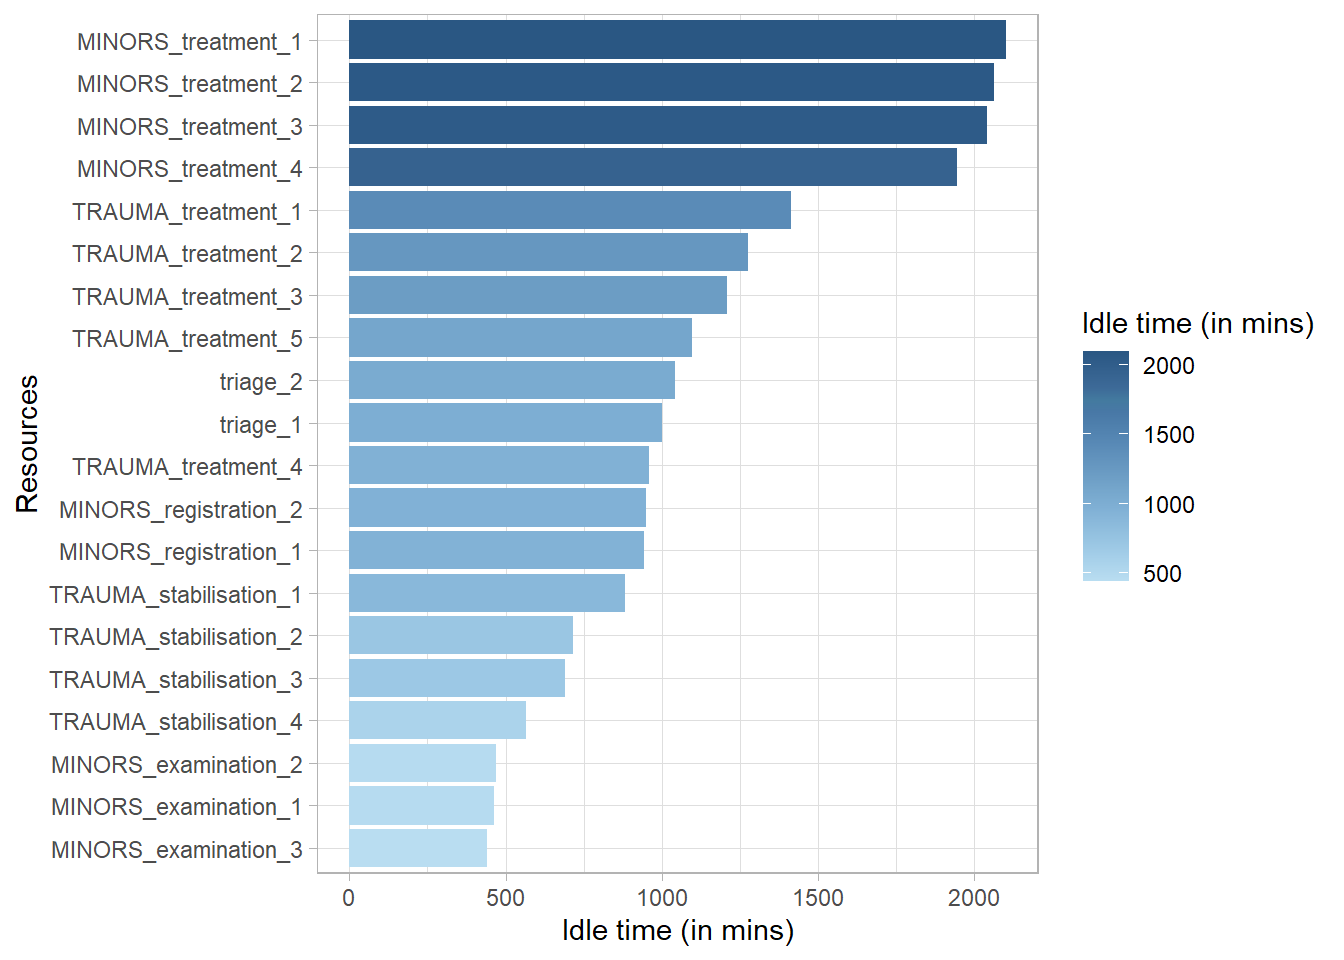 MINORS_treatment_1
MINORS_treatment_2
MINORS_treatment_3
MINORS_treatment_4
TRAUMA_treatment_1
TRAUMA_treatment_2
TRAUMA_treatment_3
TRAUMA_treatment_5
triage_2
triage_1
TRAUMA_treatment_4
MINORS_registration_2
MINORS_registration_1
TRAUMA_stabilisation_1
TRAUMA_stabilisation_2
TRAUMA_stabilisation_3
TRAUMA_stabilisation_4
MINORS_examination_2
MINORS_examination_1
MINORS_examination_3
Resources
0 500 1000 1500 2000
Idle time (in mins)
Idle time (in mins)
2000
1500
1000
500